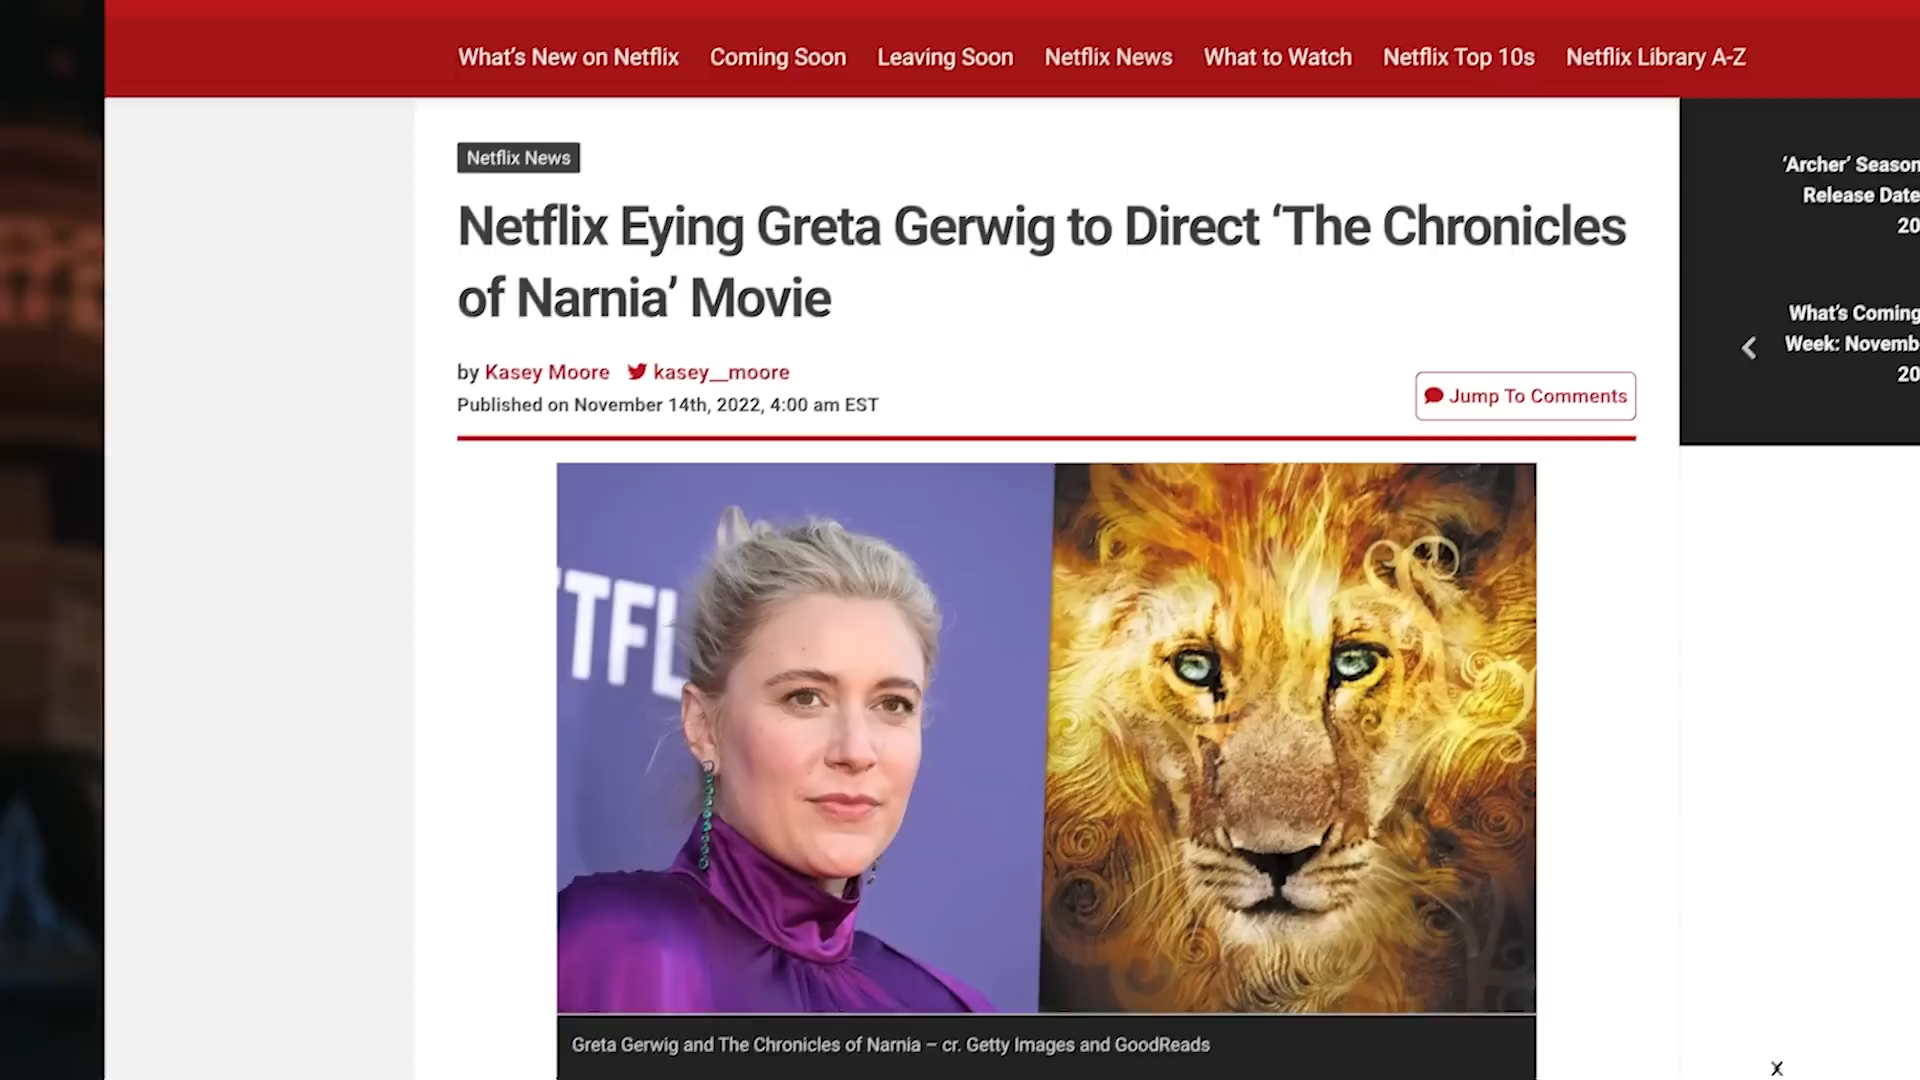 What's New on Netflix Coming Soon Leaving Soon Netflix News What to Watch Netflix Top 10s Netflix Library A-Z
Netflix News
Netflix Eying Greta Gerwig to Direct ‘The Chronicles
of Narnia’ Movie
by Kasey Moore kasey__moore
Published on November 14th, 2022, 4:00 am EST
Jump To Comments
‘Archer’ Season
Release Date
20
What's Coming
Week: Novemb
20
TFL
Greta Gerwig and The Chronicles of Narnia – cr. Getty Images and GoodReads
X